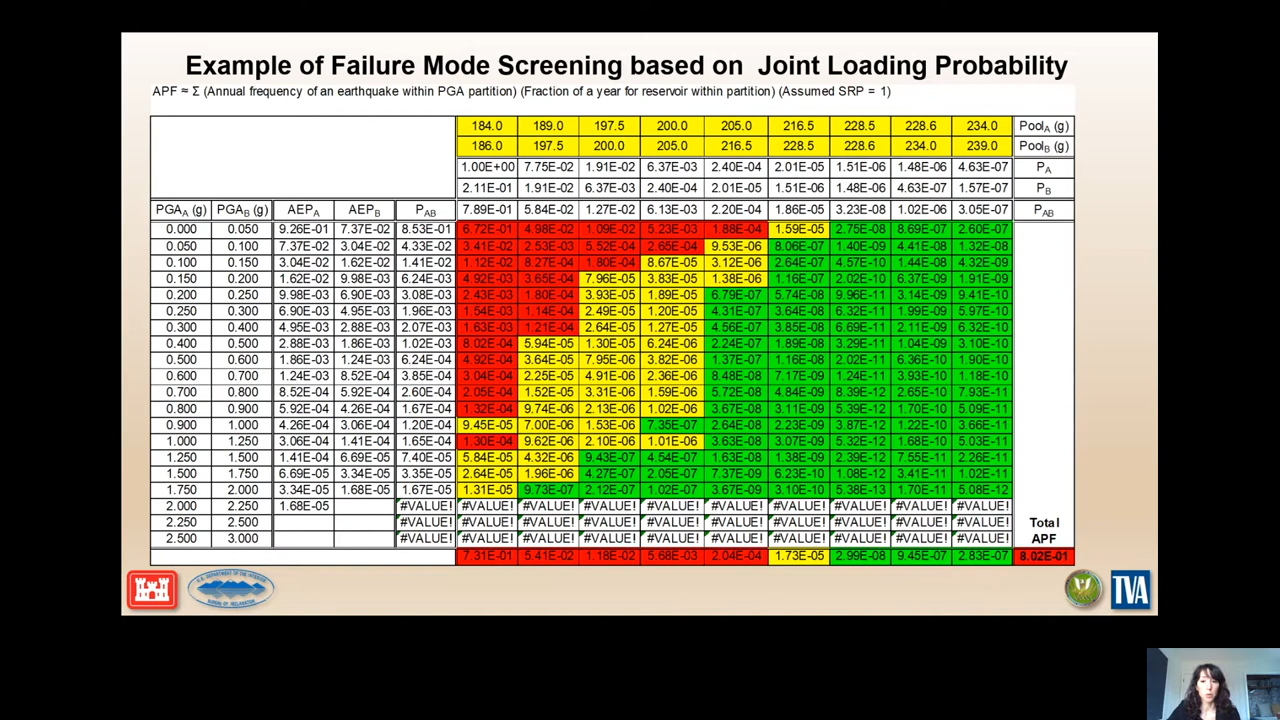 Example of Failure Mode Screening based on Joint Loading Probability
APF ≈ Σ (Annual frequency of an earthquake within PGA partition) (Fraction of a year for reservoir within partition) (Assumed SRP = 1)
184.0 189.0 197.5 200.0 205.0 216.5 228.5 228.6 234.0 PoolA (g)
186.0 197.5 200.0 205.0 216.5 228.5 228.6 234.0 239.0 PoolB (g)
1.00E+00 7.75E-02 1.91E-02 6.37E-03 2.40E-04 2.01E-05 1.51E-06 1.48E-06 4.63E-07 PA
2.11E-01 1.91E-02 6.37E-03 2.40E-04 2.01E-05 1.51E-06 1.48E-06 4.63E-07 1.57E-07 PB
PGAA (g) PGAB (g) AEPA AEPB PAB 7.89E-01 5.84E-02 1.27E-02 6.13E-03 2.20E-04 1.86E-05 3.23E-08 1.02E-06 3.05E-07 PAB
0.000 0.050 9.26E-01 7.37E-02 8.53E-01 6.72E-01 4.98E-02 1.09E-02 5.23E-03 1.88E-04 1.59E-05 2.75E-08 8.69E-07 2.60E-07
0.050 0.100 7.37E-02 3.04E-02 4.33E-02 3.41E-02 2.53E-03 5.52E-04 2.65E-04 9.53E-06 8.06E-07 1.40E-09 4.41E-08 1.32E-08
0.100 0.150 3.04E-02 1.62E-02 1.41E-02 1.12E-02 8.27E-04 1.80E-04 8.67E-05 3.12E-06 2.64E-07 4.57E-10 1.44E-08 4.32E-09
0.150 0.200 1.62E-02 9.98E-03 6.24E-03 4.92E-03 3.65E-04 7.96E-05 3.83E-05 1.38E-06 1.16E-07 2.02E-10 6.37E-09 1.91E-09
0.200 0.250 9.98E-03 6.90E-03 3.08E-03 2.43E-03 1.80E-04 3.93E-05 1.89E-05 6.79E-07 5.74E-08 9.96E-11 3.14E-09 9.41E-10
0.250 0.300 6.90E-03 4.95E-03 1.96E-03 1.54E-03 1.14E-04 2.49E-05 1.20E-05 4.31E-07 3.64E-08 6.32E-11 1.99E-09 5.97E-10
0.300 0.400 4.95E-03 2.88E-03 2.07E-03 1.63E-03 1.21E-04 2.64E-05 1.27E-05 4.56E-07 3.85E-08 6.69E-11 2.11E-09 6.32E-10
0.400 0.500 2.88E-03 1.86E-03 1.02E-03 8.02E-04 5.94E-05 1.30E-05 6.24E-06 2.24E-07 1.89E-08 3.29E-11 1.04E-09 3.10E-10
0.500 0.600 1.86E-03 1.24E-03 6.24E-04 4.92E-04 3.64E-05 7.95E-06 3.82E-06 1.37E-07 1.16E-08 2.02E-11 6.36E-10 1.90E-10
0.600 0.700 1.24E-03 8.52E-04 3.85E-04 3.04E-04 2.25E-05 4.91E-06 2.36E-06 8.48E-08 7.17E-09 1.24E-11 3.93E-10 1.18E-10
0.700 0.800 8.52E-04 5.92E-04 2.60E-04 2.05E-04 1.52E-05 3.31E-06 1.59E-06 5.72E-08 4.84E-09 8.39E-12 2.65E-10 7.93E-11
0.800 0.900 5.92E-04 4.26E-04 1.67E-04 1.32E-04 9.74E-06 2.13E-06 1.02E-06 3.67E-08 3.11E-09 5.39E-12 1.70E-10 5.09E-11
0.900 1.000 4.26E-04 3.06E-04 1.20E-04 9.45E-05 7.00E-06 1.53E-06 7.35E-07 2.64E-08 2.23E-09 3.87E-12 1.22E-10 3.66E-11
1.000 1.250 3.06E-04 1.41E-04 1.65E-04 1.30E-04 9.62E-06 2.10E-06 1.01E-06 3.63E-08 3.07E-09 5.32E-12 1.68E-10 5.03E-11
1.250 1.500 1.41E-04 6.69E-05 7.40E-05 5.84E-05 4.32E-06 9.43E-07 4.54E-07 1.63E-08 1.38E-09 2.39E-12 7.55E-11 2.26E-11
1.500 1.750 6.69E-05 3.34E-05 3.35E-05 2.64E-05 1.96E-06 4.27E-07 2.05E-07 7.37E-09 6.23E-10 1.08E-12 3.41E-11 1.02E-11
1.750 2.000 3.34E-05 1.68E-05 1.67E-05 1.31E-05 9.73E-07 2.12E-07 1.02E-07 3.67E-09 3.10E-10 5.38E-13 1.70E-11 5.08E-12
2.000 2.250 1.68E-05 #VALUE! #VALUE! #VALUE! #VALUE! #VALUE! #VALUE! #VALUE! #VALUE! #VALUE! #VALUE!
2.250 2.500 #VALUE! #VALUE! #VALUE! #VALUE! #VALUE! #VALUE! #VALUE! #VALUE! #VALUE! #VALUE! Total
2.500 3.000 #VALUE! #VALUE! #VALUE! #VALUE! #VALUE! #VALUE! #VALUE! #VALUE! #VALUE! #VALUE! APF
7.31E-01 5.41E-02 1.18E-02 5.68E-03 2.04E-04 1.73E-05 2.99E-08 9.45E-07 2.83E-07 8.02E-01
U.S. DEPARTMENT OF THE INTERIOR
BUREAU OF RECLAMATION
TVA